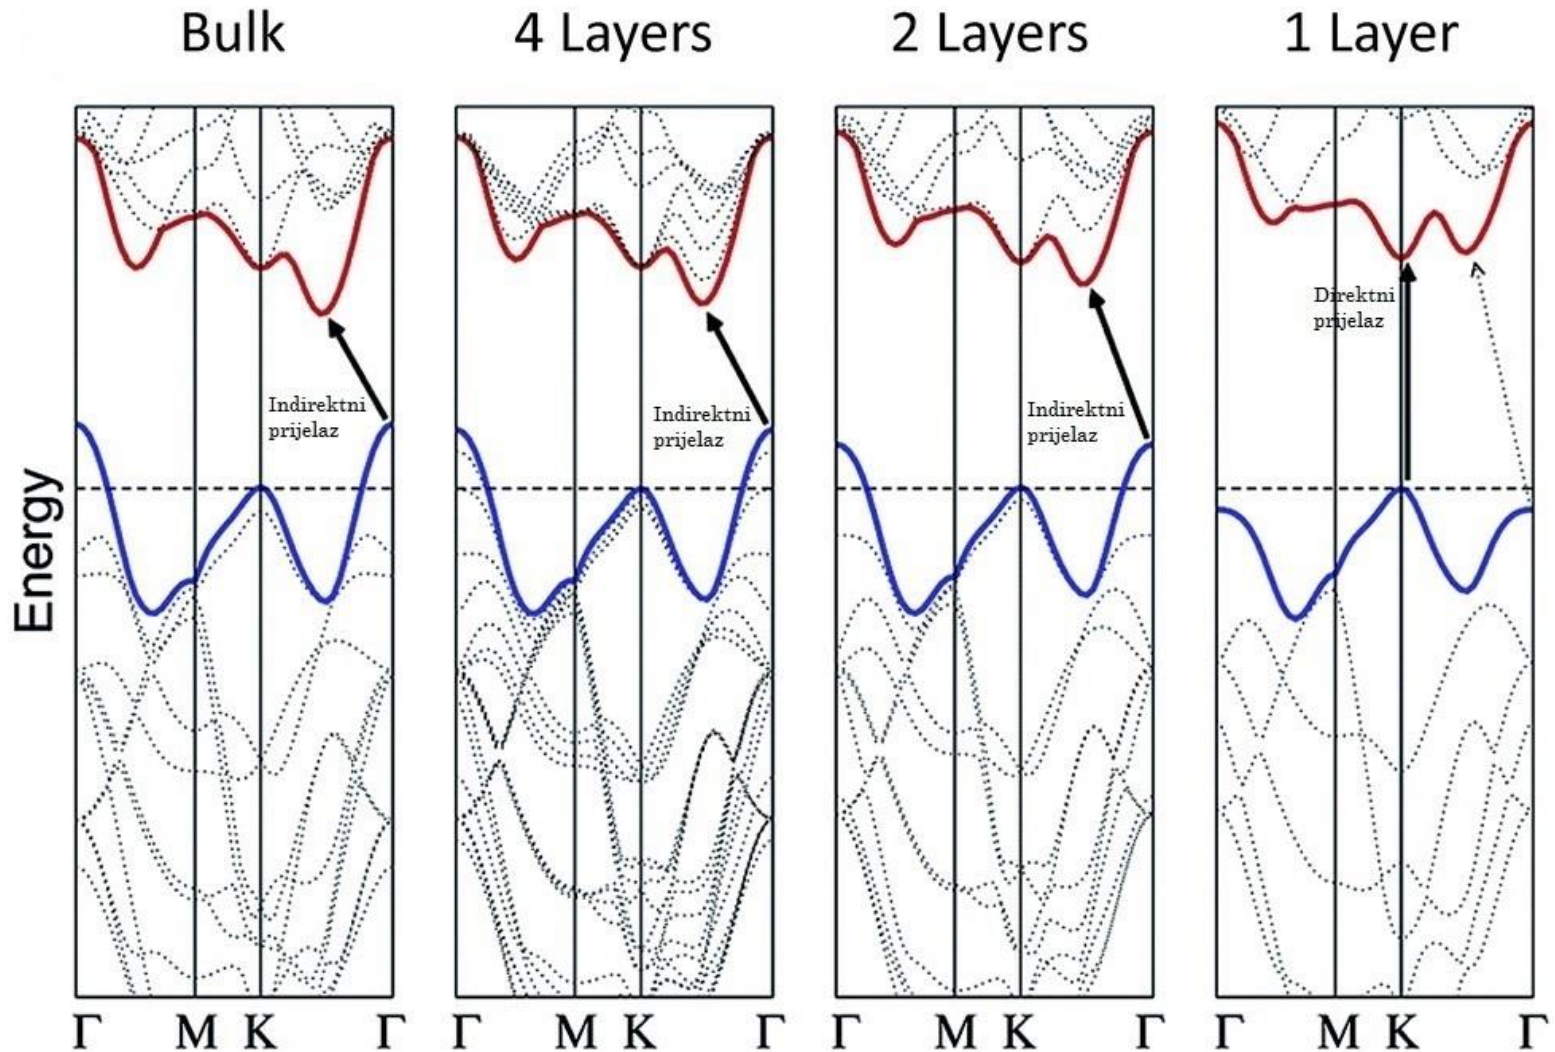 Bulk
4 Layers
2 Layers
1 Layer
Energy
Indirektni
prijelaz
Indirektni
prijelaz
Indirektni
prijelaz
Direktni
prijelaz
Γ M K Γ
Γ M K Γ
Γ M K Γ
Γ M K Γ